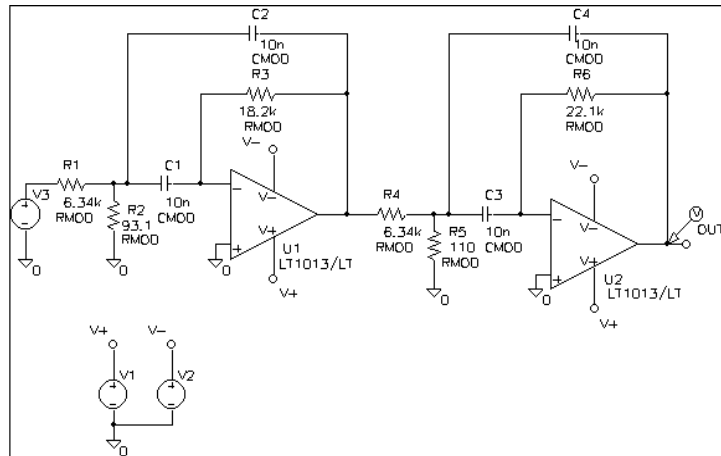 C2
10n
CMOD
R3
18.2k
RMOD
V-
R1
6.34k
RMOD
V3
R2
93.1
RMOD
C1
10n
CMOD
V-
V+
U1
LT1013/LT
V+
0
0
0
C4
10n
CMOD
R6
22.1k
RMOD
V-
R4
6.34k
RMOD
R5
110
RMOD
C3
10n
CMOD
V-
V+
U2
LT1013/LT
V+
0
0
V
OUT
V+
V-
V1
V2
0